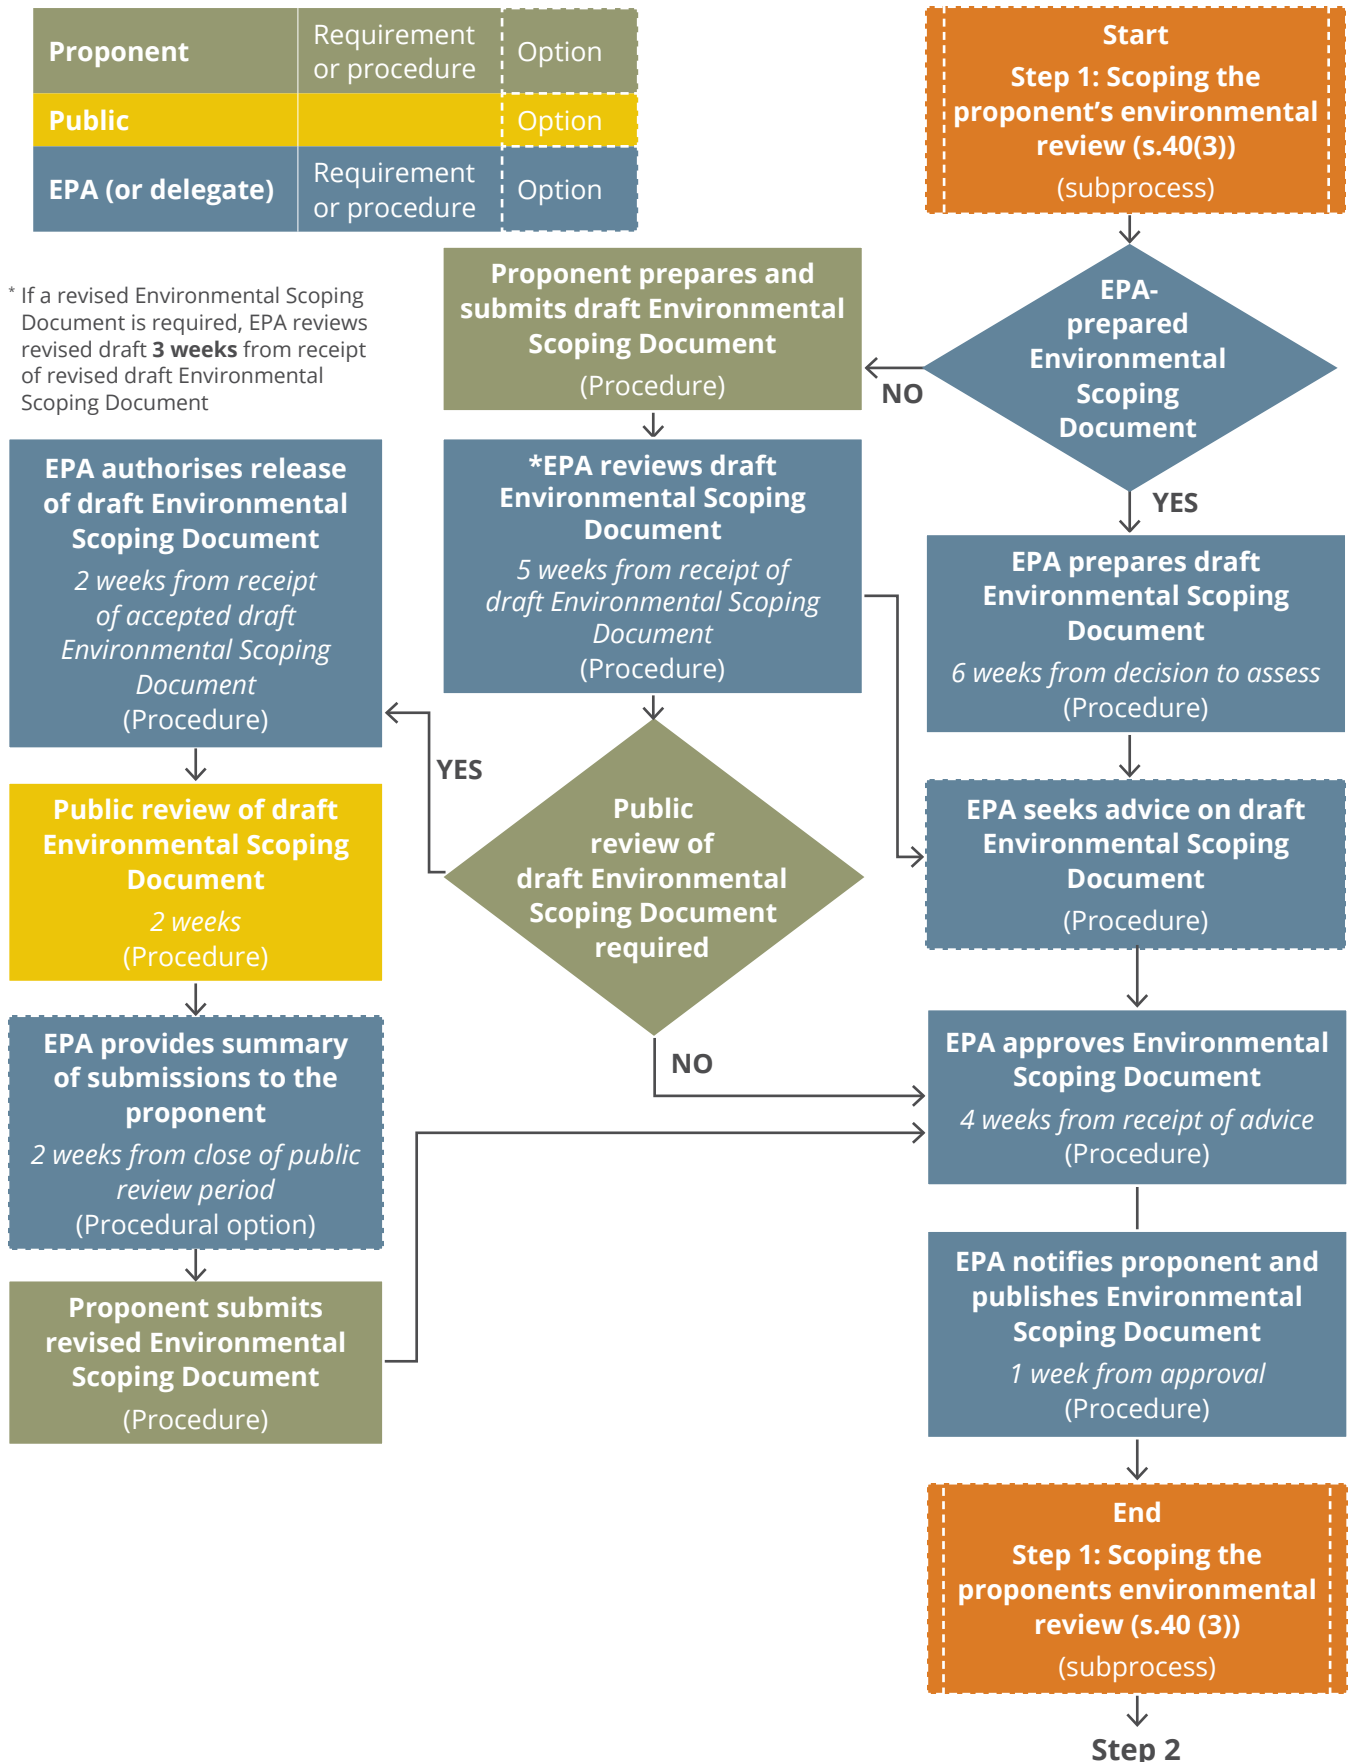 Proponent
Requirement
or procedure
Option
Public
Option
EPA (or delegate)
Requirement
or procedure
Option
* If a revised Environmental Scoping
Document is required, EPA reviews
revised draft 3 weeks from receipt
of revised draft Environmental
Scoping Document
Start
Step 1: Scoping the
proponent’s environmental
review (s.40(3))
(subprocess)
EPA-
prepared
Environmental
Scoping
Document
NO
YES
Proponent prepares and
submits draft Environmental
Scoping Document
(Procedure)
*EPA reviews draft
Environmental Scoping
Document
5 weeks from receipt of
draft Environmental Scoping
Document
(Procedure)
EPA prepares draft
Environmental Scoping
Document
6 weeks from decision to assess
(Procedure)
EPA authorises release
of draft Environmental
Scoping Document
2 weeks from receipt
of accepted draft
Environmental Scoping
Document
(Procedure)
YES
Public
review of
draft Environmental
Scoping Document
required
NO
EPA seeks advice on draft
Environmental Scoping
Document
(Procedure)
Public review of draft
Environmental Scoping
Document
2 weeks
(Procedure)
EPA provides summary
of submissions to the
proponent
2 weeks from close of public
review period
(Procedural option)
Proponent submits
revised Environmental
Scoping Document
(Procedure)
EPA approves Environmental
Scoping Document
4 weeks from receipt of advice
(Procedure)
EPA notifies proponent and
publishes Environmental
Scoping Document
1 week from approval
(Procedure)
End
Step 1: Scoping the
proponents environmental
review (s.40 (3))
(subprocess)
Step 2